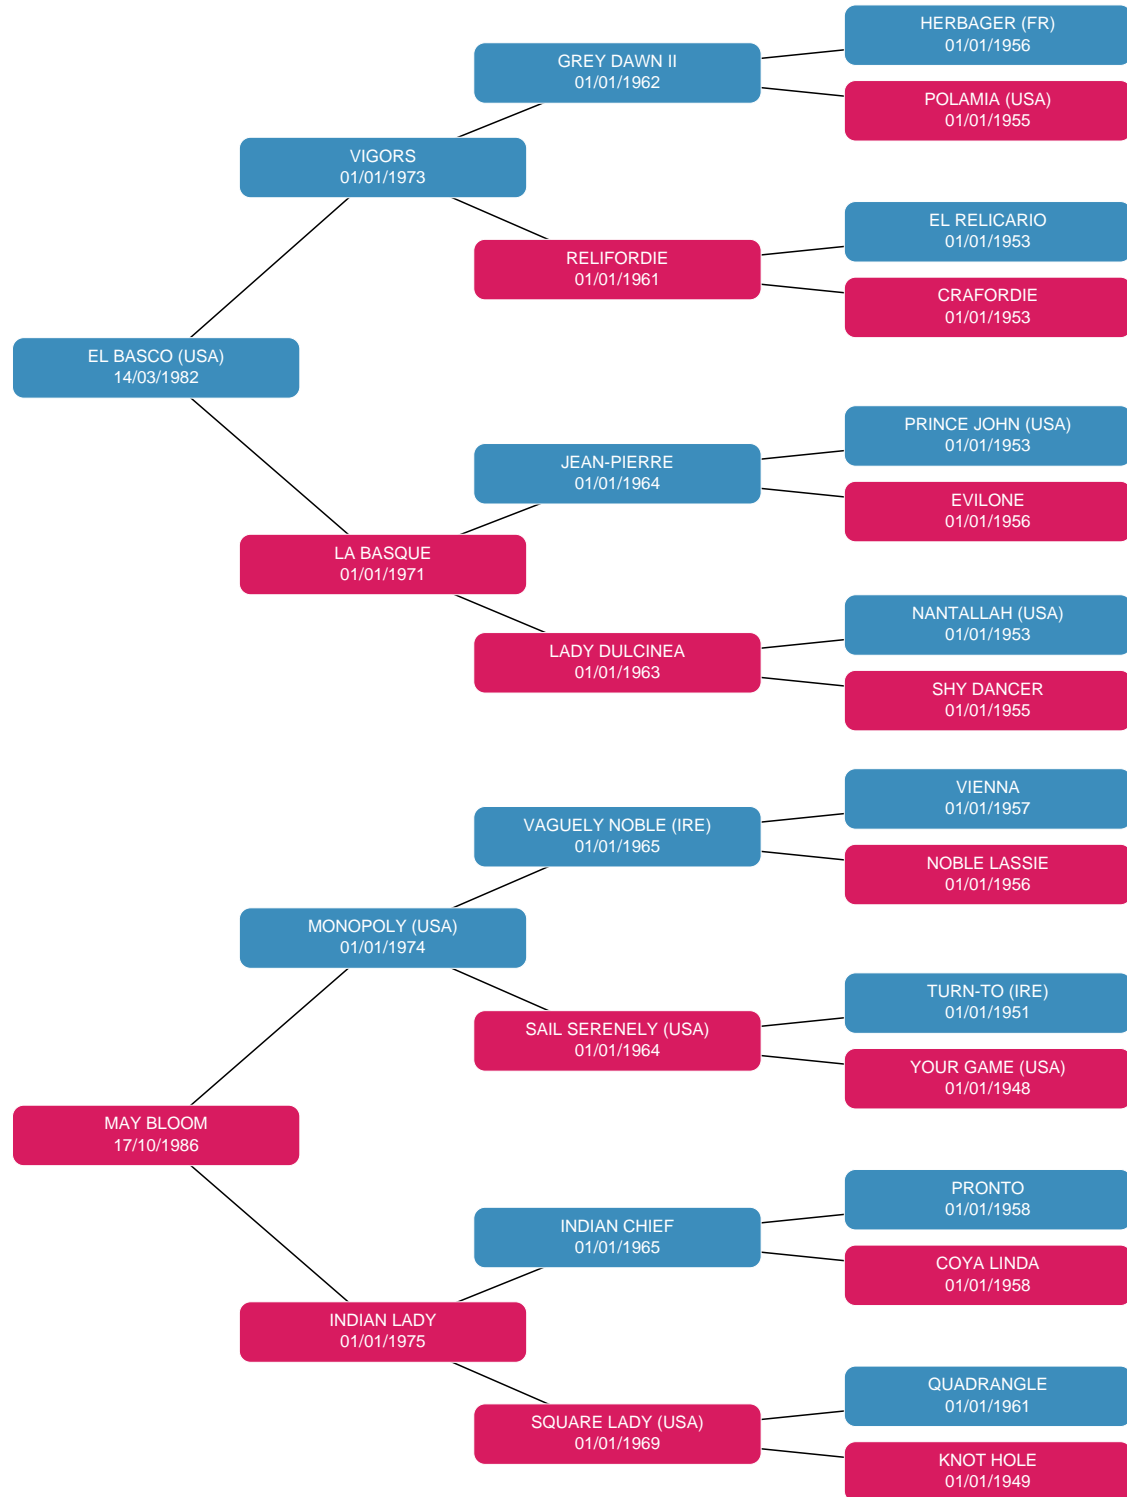 HERBAGER (FR)
01/01/1956
GREY DAWN II
01/01/1962
POLAMIA (USA)
01/01/1955
VIGORS
01/01/1973
EL RELICARIO
01/01/1953
RELIFORDIE
01/01/1961
CRAFORDIE
01/01/1953
EL BASCO (USA)
14/03/1982
PRINCE JOHN (USA)
01/01/1953
JEAN-PIERRE
01/01/1964
EVILONE
01/01/1956
LA BASQUE
01/01/1971
NANTALLAH (USA)
01/01/1953
LADY DULCINEA
01/01/1963
SHY DANCER
01/01/1955
VIENNA
01/01/1957
VAGUELY NOBLE (IRE)
01/01/1965
NOBLE LASSIE
01/01/1956
MONOPOLY (USA)
01/01/1974
TURN-TO (IRE)
01/01/1951
SAIL SERENELY (USA)
01/01/1964
YOUR GAME (USA)
01/01/1948
MAY BLOOM
17/10/1986
PRONTO
01/01/1958
INDIAN CHIEF
01/01/1965
COYA LINDA
01/01/1958
INDIAN LADY
01/01/1975
QUADRANGLE
01/01/1961
SQUARE LADY (USA)
01/01/1969
KNOT HOLE
01/01/1949